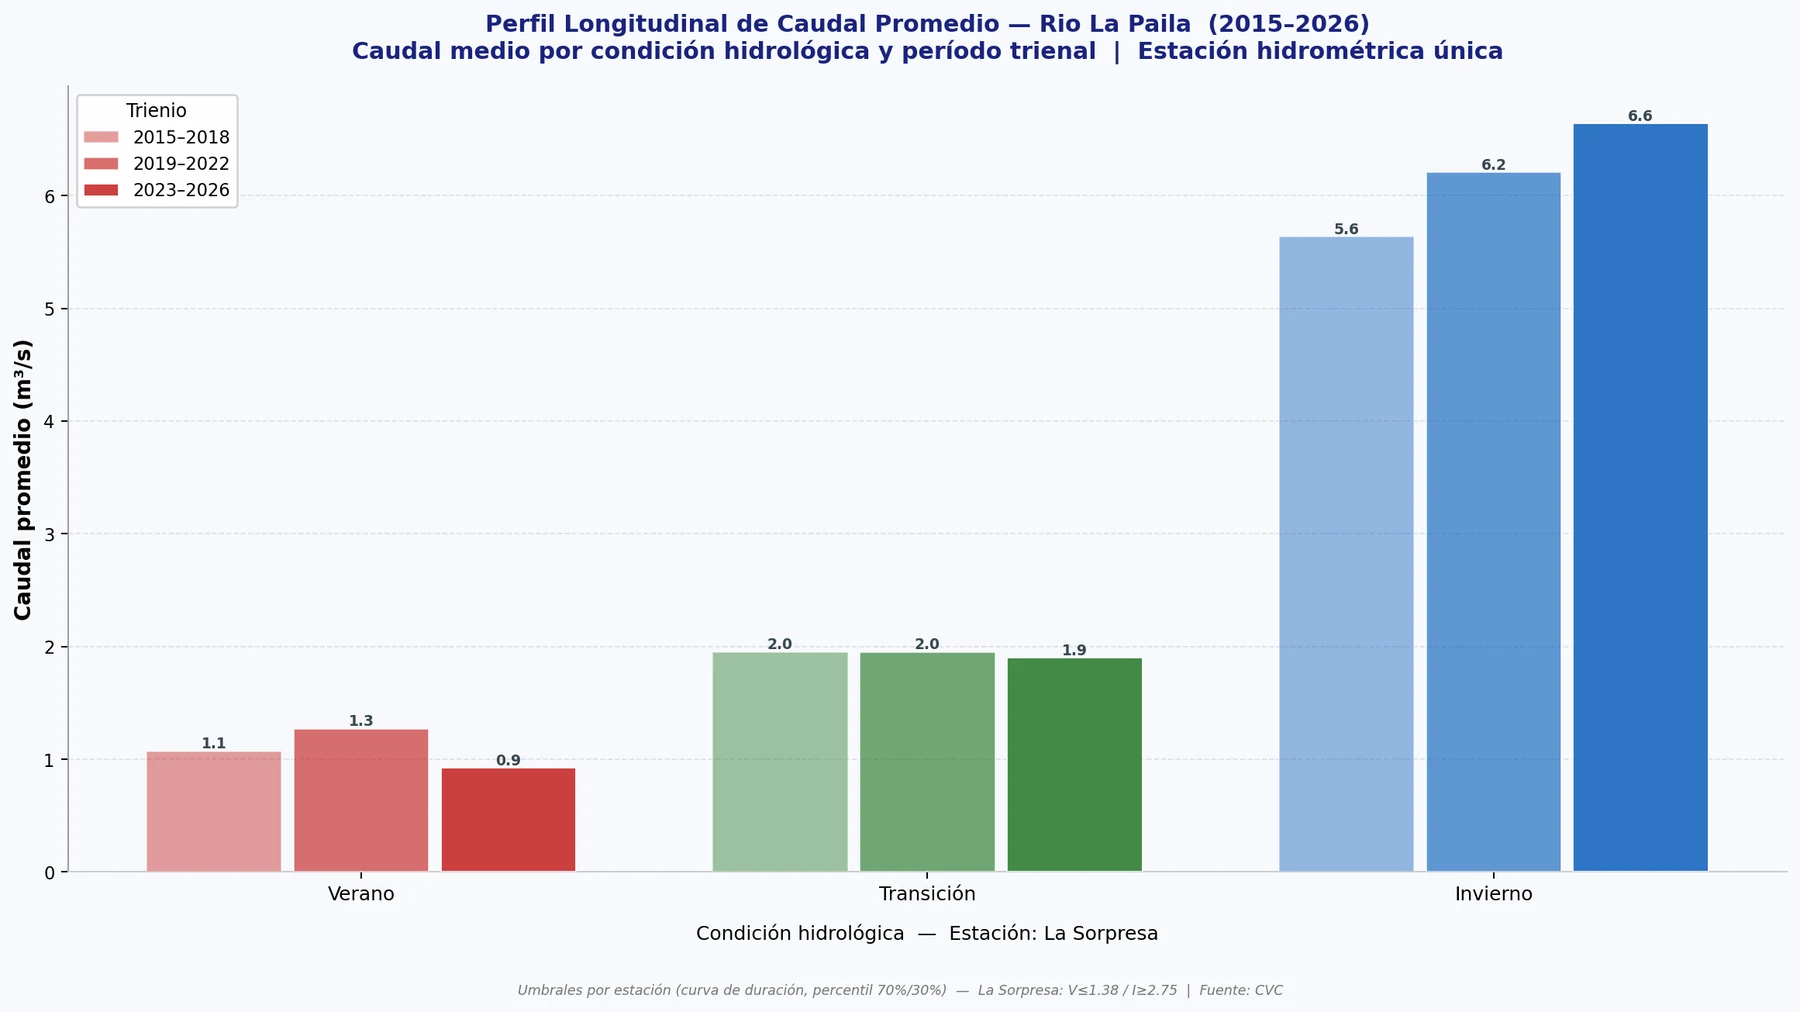 Perfil Longitudinal de Caudal Promedio — Rio La Paila (2015–2026)
Caudal medio por condición hidrológica y período trienal | Estación hidrométrica única
Trienio
2015–2018
2019–2022
2023–2026
Caudal promedio (m³/s)
6
5
4
3
2
1
0
1.1
1.3
0.9
2.0
2.0
1.9
5.6
6.2
6.6
Verano
Transición
Invierno
Condición hidrológica — Estación: La Sorpresa
Umbrales por estación (curva de duración, percentil 70%/30%) — La Sorpresa: V≤1.38 / I≥2.75 | Fuente: CVC